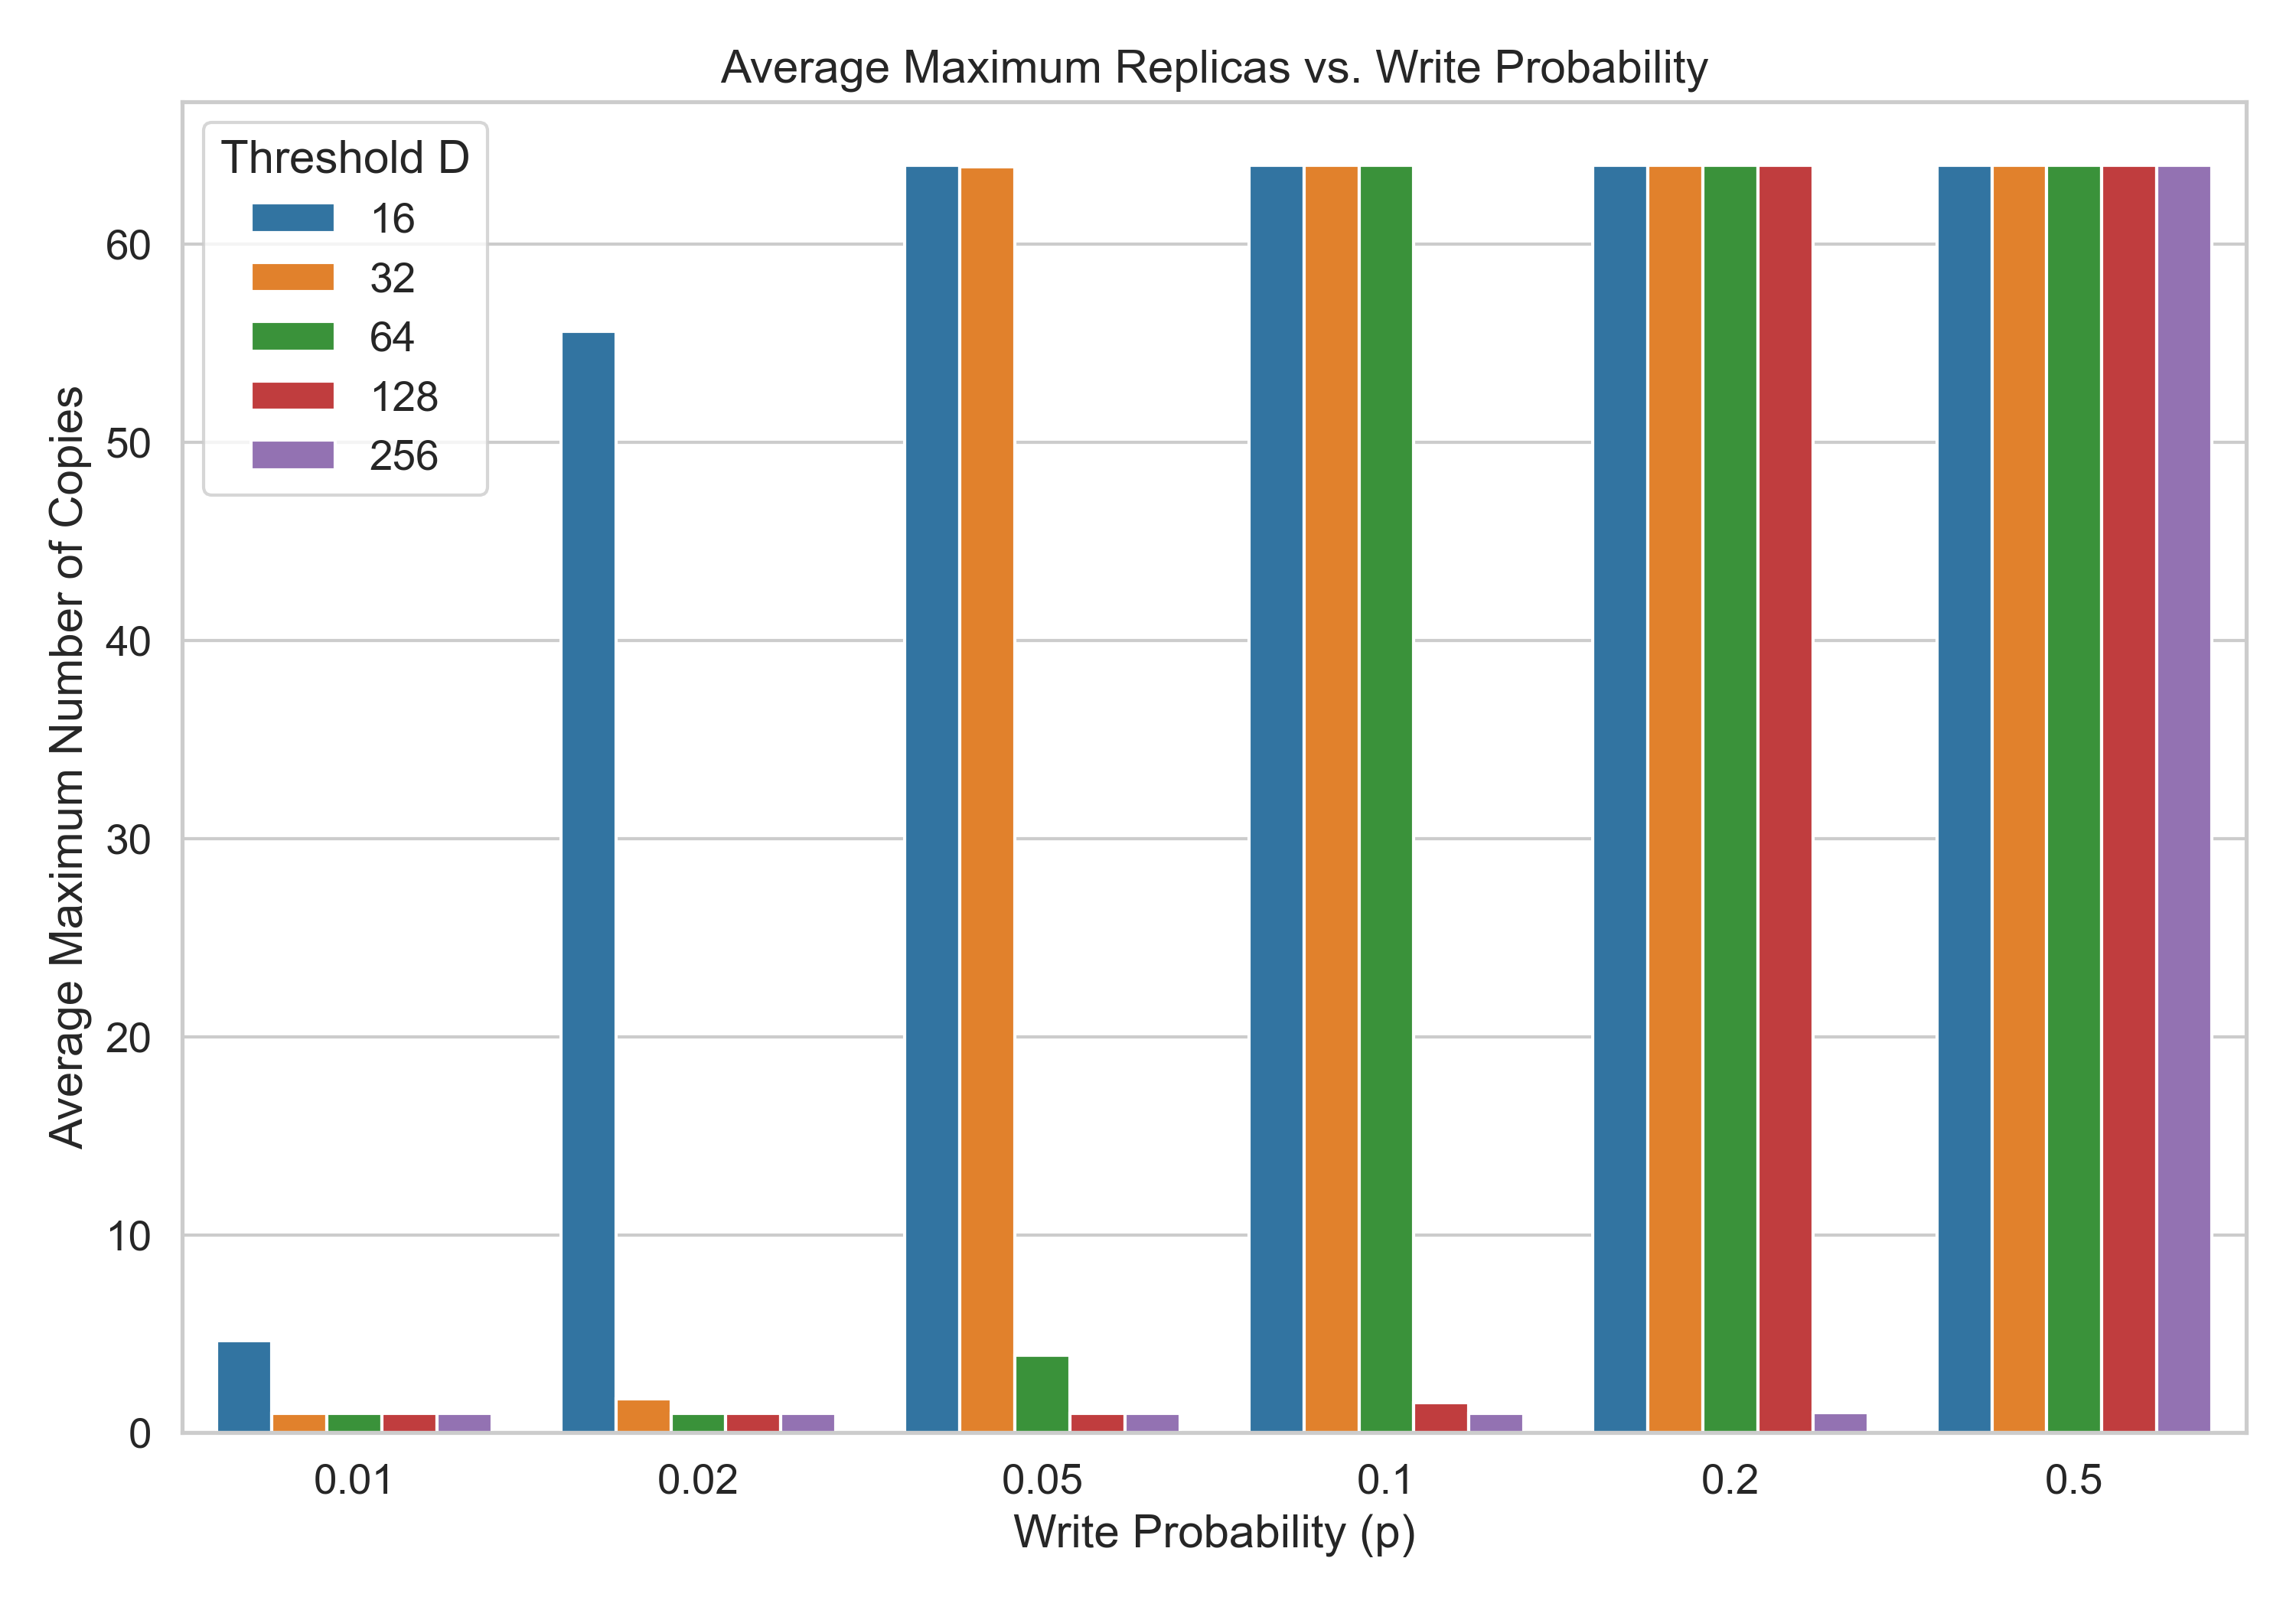 Average Maximum Replicas vs. Write Probability
Threshold D
16
32
64
128
256
Average Maximum Number of Copies
60
50
40
30
20
10
0
0.01 0.02 0.05 0.1 0.2 0.5
Write Probability (p)